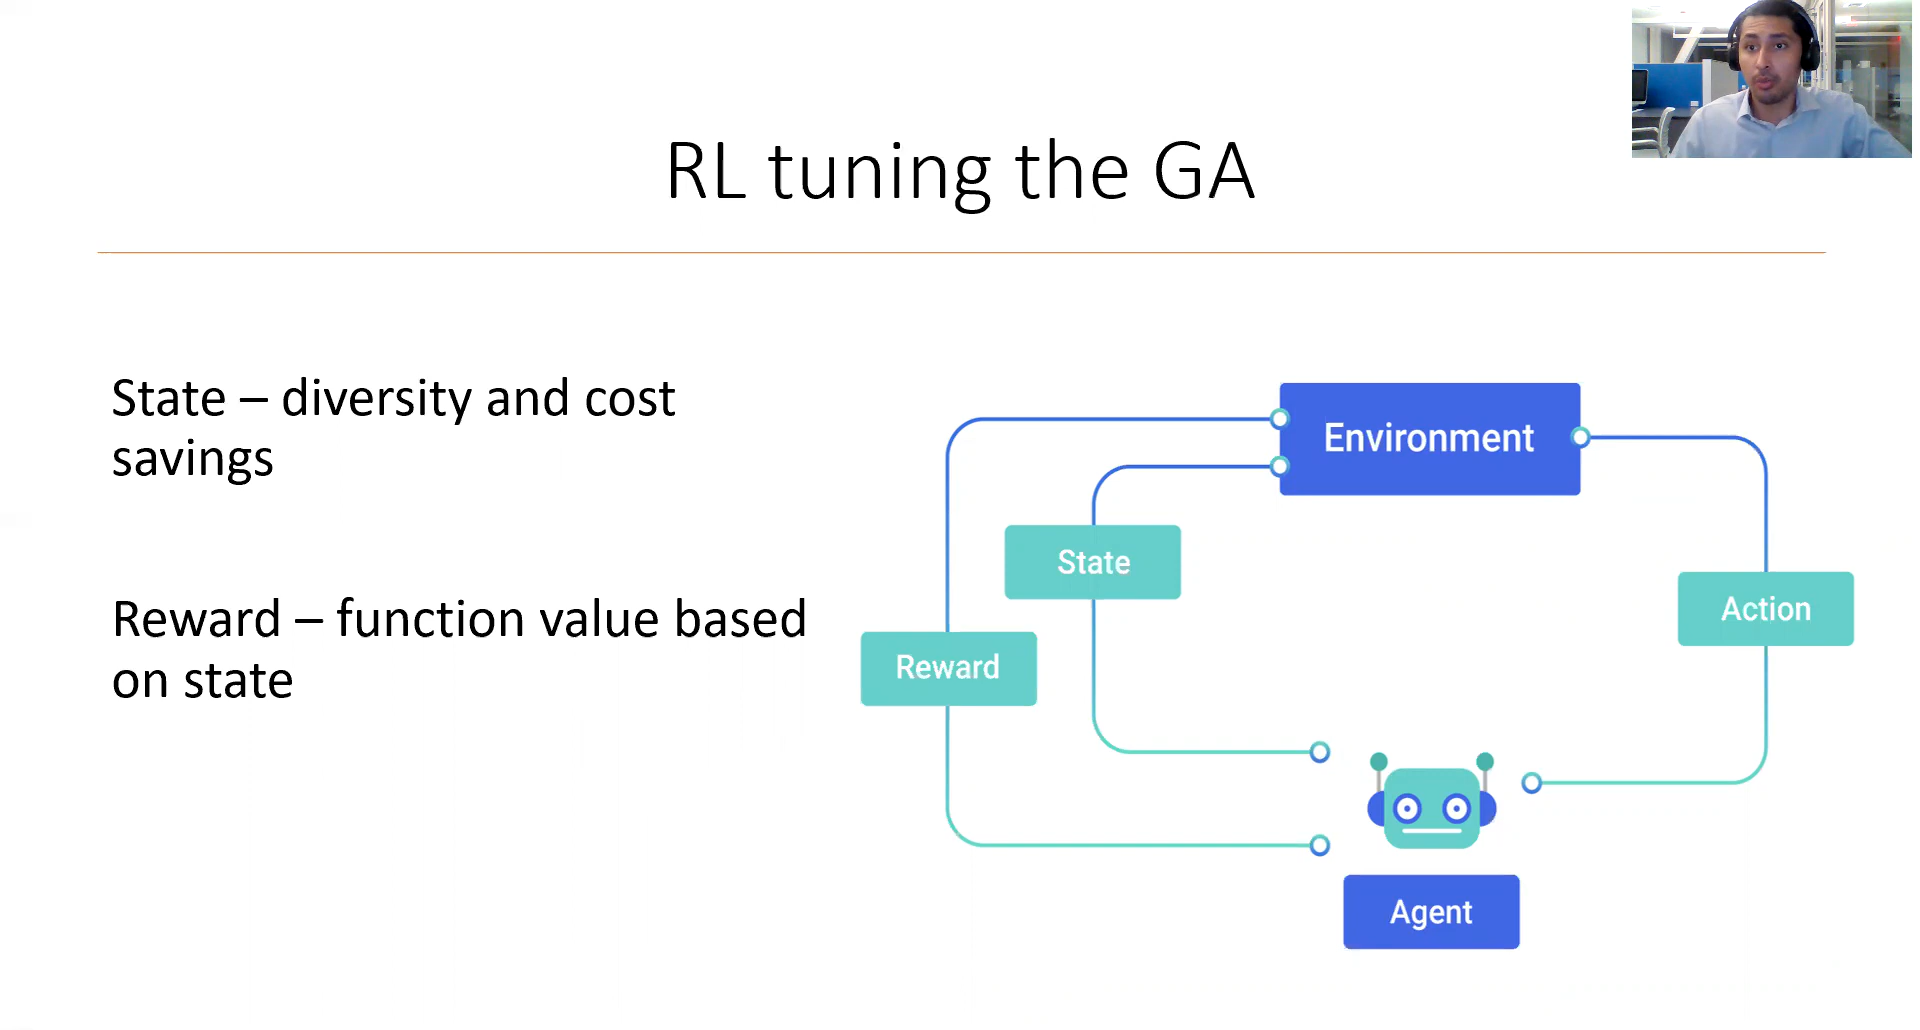 RL tuning the GA
State – diversity and cost
savings
Reward – function value based
on state
Environment
State
Action
Reward
Agent